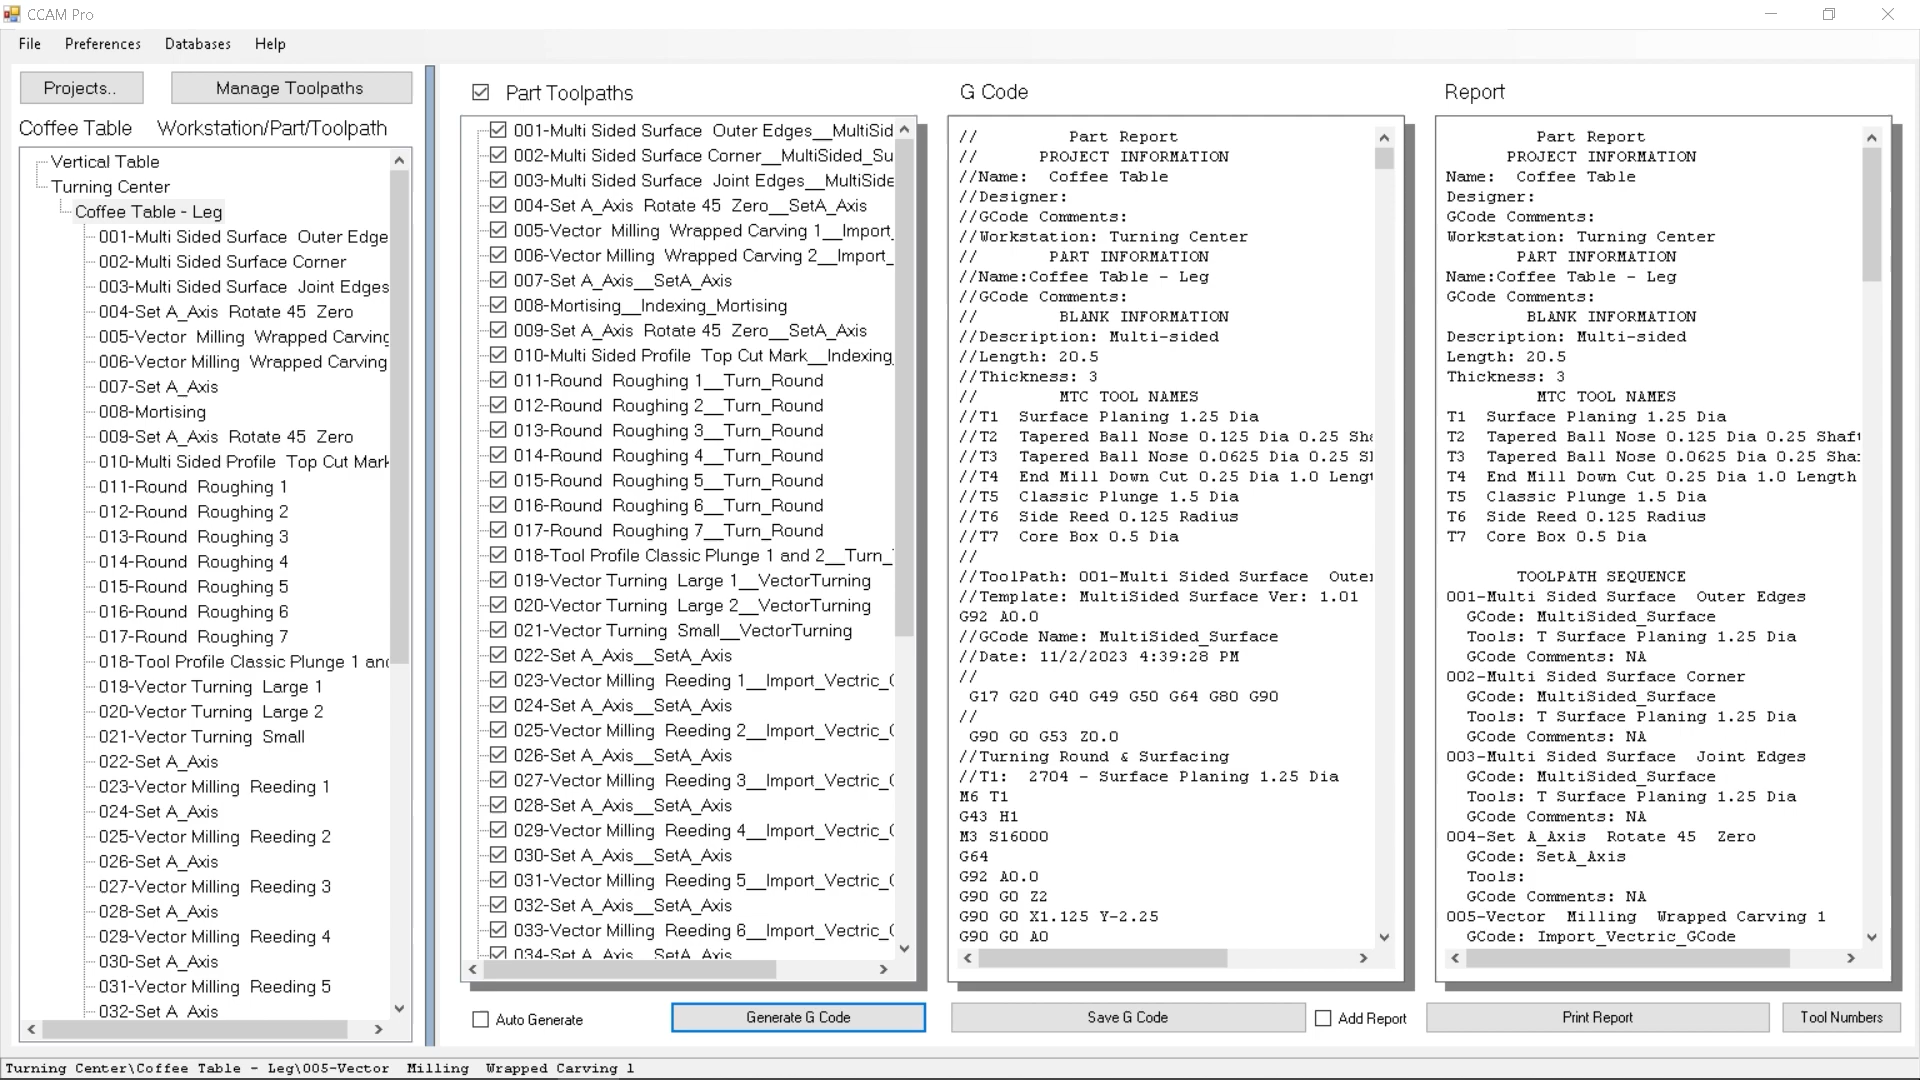 CCAM Pro
File Preferences Databases Help
Projects.. Manage Toolpaths
Coffee Table Workstation/Part/Toolpath
Vertical Table
Turning Center
Coffee Table - Leg
001-Multi Sided Surface Outer Edge
002-Multi Sided Surface Corner
003-Multi Sided Surface Joint Edges
004-Set A_Axis Rotate 45 Zero
005-Vector Milling Wrapped Carving
006-Vector Milling Wrapped Carving
007-Set A_Axis
008-Mortising
009-Set A_Axis Rotate 45 Zero
010-Multi Sided Profile Top Cut Mark
011-Round Roughing 1
012-Round Roughing 2
013-Round Roughing 3
014-Round Roughing 4
015-Round Roughing 5
016-Round Roughing 6
017-Round Roughing 7
018-Tool Profile Classic Plunge 1 and
019-Vector Turning Large 1
020-Vector Turning Large 2
021-Vector Turning Small
022-Set A_Axis
023-Vector Milling Reeding 1
024-Set A_Axis
025-Vector Milling Reeding 2
026-Set A_Axis
027-Vector Milling Reeding 3
028-Set A_Axis
029-Vector Milling Reeding 4
030-Set A_Axis
031-Vector Milling Reeding 5
032-Set A Axis
Part Toolpaths
001-Multi Sided Surface Outer Edges__MultiSid
002-Multi Sided Surface Corner__MultiSided_Su
003-Multi Sided Surface Joint Edges__MultiSide
004-Set A_Axis Rotate 45 Zero__SetA_Axis
005-Vector Milling Wrapped Carving 1__Import_
006-Vector Milling Wrapped Carving 2__Import_
007-Set A_Axis__SetA_Axis
008-Mortising__Indexing_Mortising
009-Set A_Axis Rotate 45 Zero__SetA_Axis
010-Multi Sided Profile Top Cut Mark__Indexing_
011-Round Roughing 1__Turn_Round
012-Round Roughing 2__Turn_Round
013-Round Roughing 3__Turn_Round
014-Round Roughing 4__Turn_Round
015-Round Roughing 5__Turn_Round
016-Round Roughing 6__Turn_Round
017-Round Roughing 7__Turn_Round
018-Tool Profile Classic Plunge 1 and 2__Turn_
019-Vector Turning Large 1__VectorTurning
020-Vector Turning Large 2__VectorTurning
021-Vector Turning Small__VectorTurning
022-Set A_Axis__SetA_Axis
023-Vector Milling Reeding 1__Import_Vectric_
024-Set A_Axis__SetA_Axis
025-Vector Milling Reeding 2__Import_Vectric_
026-Set A_Axis__SetA_Axis
027-Vector Milling Reeding 3__Import_Vectric_
028-Set A_Axis__SetA_Axis
029-Vector Milling Reeding 4__Import_Vectric_
030-Set A_Axis__SetA_Axis
031-Vector Milling Reeding 5__Import_Vectric_
032-Set A_Axis__SetA_Axis
033-Vector Milling Reeding 6__Import_Vectric_
034-Set A_Axis__SetA_Axis
G Code
// Part Report
// PROJECT INFORMATION
//Name: Coffee Table
//Designer:
//GCode Comments:
//Workstation: Turning Center
// PART INFORMATION
//Name:Coffee Table - Leg
//GCode Comments:
// BLANK INFORMATION
//Description: Multi-sided
//Length: 20.5
//Thickness: 3
// MTC TOOL NAMES
//T1 Surface Planing 1.25 Dia
//T2 Tapered Ball Nose 0.125 Dia 0.25 Sha
//T3 Tapered Ball Nose 0.0625 Dia 0.25 S
//T4 End Mill Down Cut 0.25 Dia 1.0 Lengt
//T5 Classic Plunge 1.5 Dia
//T6 Side Reed 0.125 Radius
//T7 Core Box 0.5 Dia
//
//ToolPath: 001-Multi Sided Surface Oute
//Template: MultiSided Surface Ver: 1.01
G92 A0.0
//GCode Name: MultiSided_Surface
//Date: 11/2/2023 4:39:28 PM
//
G17 G20 G40 G49 G50 G64 G80 G90
//
G90 G0 G53 Z0.0
//Turning Round & Surfacing
//T1: 2704 - Surface Planing 1.25 Dia
M6 T1
G43 H1
M3 S16000
G64
G92 A0.0
G90 G0 Z2
G90 G0 X1.125 Y-2.25
G90 G0 A0
Report
Part Report
PROJECT INFORMATION
Name: Coffee Table
Designer:
GCode Comments:
Workstation: Turning Center
PART INFORMATION
Name:Coffee Table - Leg
GCode Comments:
BLANK INFORMATION
Description: Multi-sided
Length: 20.5
Thickness: 3
MTC TOOL NAMES
T1 Surface Planing 1.25 Dia
T2 Tapered Ball Nose 0.125 Dia 0.25 Shaft
T3 Tapered Ball Nose 0.0625 Dia 0.25 Sha
T4 End Mill Down Cut 0.25 Dia 1.0 Length
T5 Classic Plunge 1.5 Dia
T6 Side Reed 0.125 Radius
T7 Core Box 0.5 Dia
TOOLPATH SEQUENCE
001-Multi Sided Surface Outer Edges
GCode: MultiSided_Surface
Tools: T Surface Planing 1.25 Dia
GCode Comments: NA
002-Multi Sided Surface Corner
GCode: MultiSided_Surface
Tools: T Surface Planing 1.25 Dia
GCode Comments: NA
003-Multi Sided Surface Joint Edges
GCode: MultiSided_Surface
Tools: T Surface Planing 1.25 Dia
GCode Comments: NA
004-Set A_Axis Rotate 45 Zero
GCode: SetA_Axis
Tools:
GCode Comments: NA
005-Vector Milling Wrapped Carving 1
GCode: Import_Vectric_GCode
Auto Generate Generate G Code Save G Code Add Report Print Report Tool Numbers
Turning Center\Coffee Table - Leg\005-Vector Milling Wrapped Carving 1